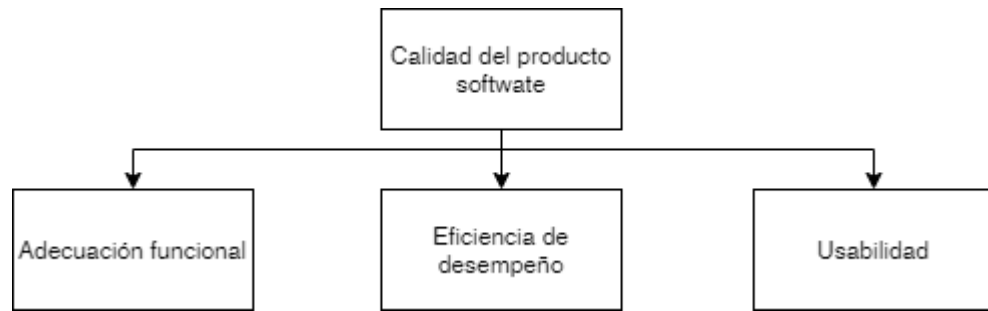 Calidad del producto
softwate
Adecuación funcional
Eficiencia de
desempeño
Usabilidad